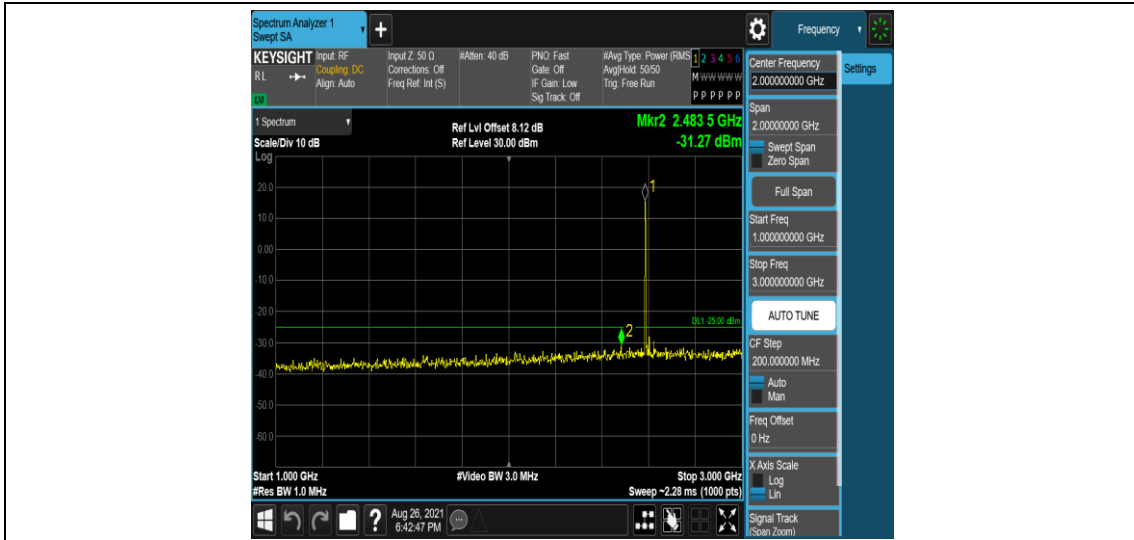 Spectrum Analyzer 1
Swept SA
+
Frequency
KEYSIGHT
RL
Input: RF
Coupling: DC
Align: Auto
Input Z: 50 Ω
Corrections: Off
Freq Ref: Int (S)
#Atten: 40 dB
PNO: Fast
Gate: Off
IF Gain: Low
Sig Track: Off
#Avg Type: Power (RMS
Avg|Hold: 50/50
Trig: Free Run
1 2 3 4 5 6
M W W W W W
P P P P P P
1 Spectrum
Scale/Div 10 dB
Log
Ref Lvl Offset 8.12 dB
Ref Level 30.00 dBm
Mkr2 2.483 5 GHz
-31.27 dBm
20.0
10.0
0.00
-10.0
-20.0
-30.0
-40.0
-50.0
-60.0
1
2
DL1 -25.00 dBm
Start 1.000 GHz
#Res BW 1.0 MHz
#Video BW 3.0 MHz
Stop 3.000 GHz
Sweep ~2.28 ms (1000 pts)
?
Aug 26, 2021
6:42:47 PM
Center Frequency
2.000000000 GHz
Settings
Span
2.00000000 GHz
Swept Span
Zero Span
Full Span
Start Freq
1.000000000 GHz
Stop Freq
3.000000000 GHz
AUTO TUNE
CF Step
200.000000 MHz
Auto
Man
Freq Offset
0 Hz
X Axis Scale
Log
Lin
Signal Track
(Span Zoom)